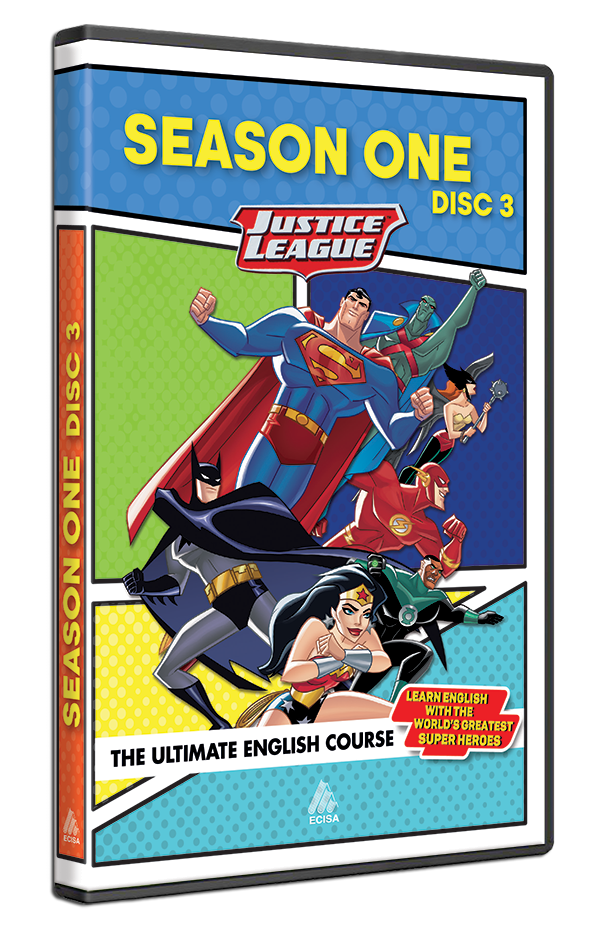 SEASON ONE
DISC 3
JUSTICE
LEAGUE
THE ULTIMATE ENGLISH COURSE
LEARN ENGLISH
WITH THE
WORLD'S GREATEST
SUPER HEROES
ECISA
SEASON ONE DISC 3
ECISA